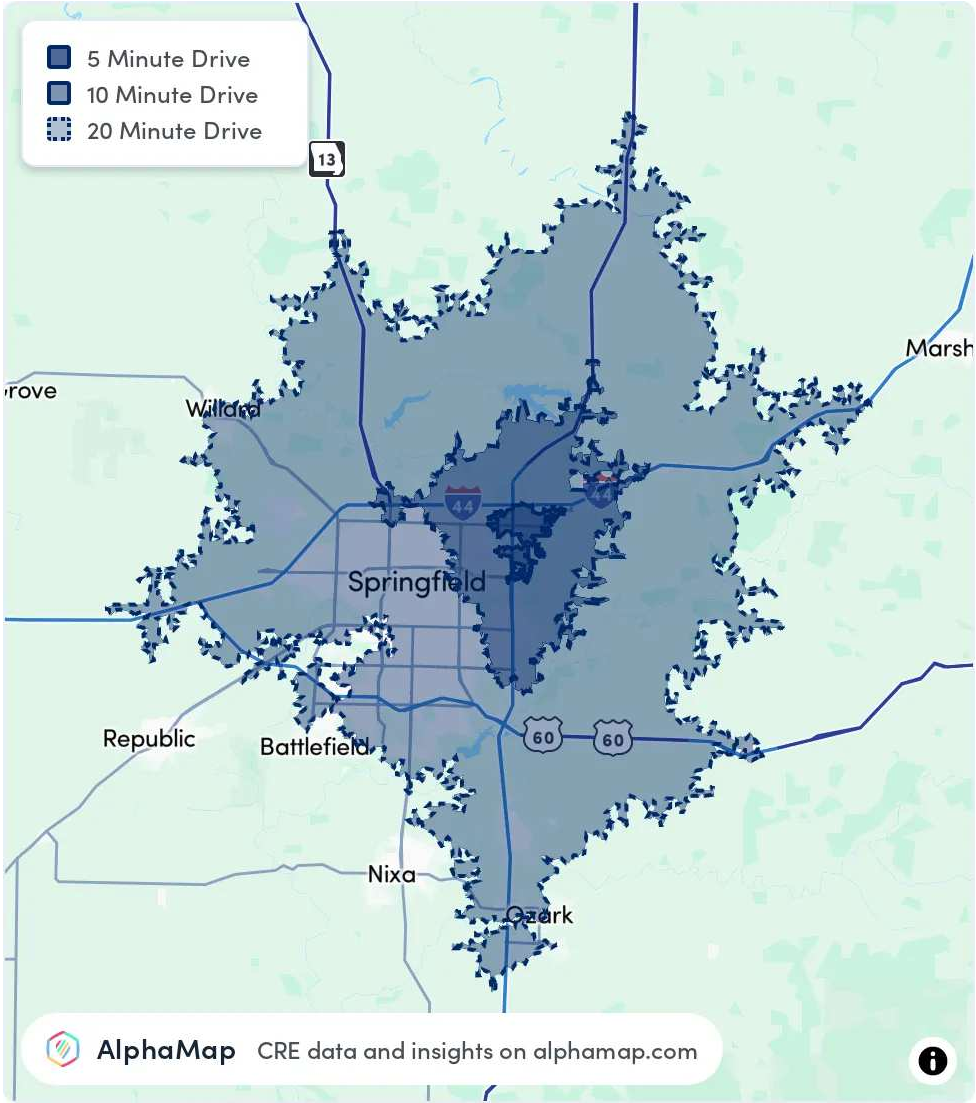 5 Minute Drive
10 Minute Drive
20 Minute Drive
13
Marsh
rove
Willard
44
44
Springfield
60
60
Republic
Battlefield
Nixa
Ozark
AlphaMap CRE data and insights on alphamap.com
i